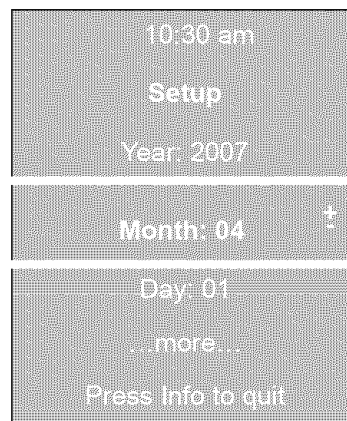 10:30 am
Setup
Year: 2007
Month: 04 +
-
Day: 01
...more...
Press Info to quit